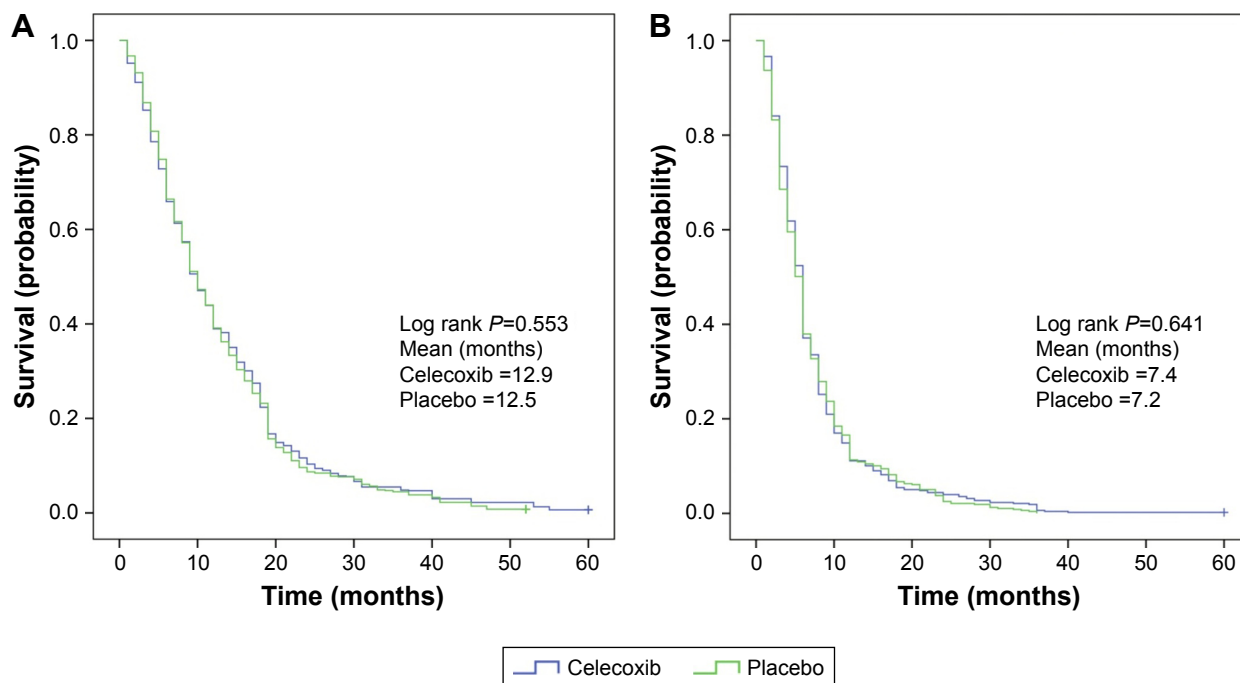 A
Survival (probability)
1.0
0.8
0.6
0.4
0.2
0.0
Log rank P=0.553
Mean (months)
Celecoxib =12.9
Placebo =12.5
0 10 20 30 40 50 60
Time (months)
B
Survival (probability)
1.0
0.8
0.6
0.4
0.2
0.0
Log rank P=0.641
Mean (months)
Celecoxib =7.4
Placebo =7.2
0 10 20 30 40 50 60
Time (months)
Celecoxib Placebo